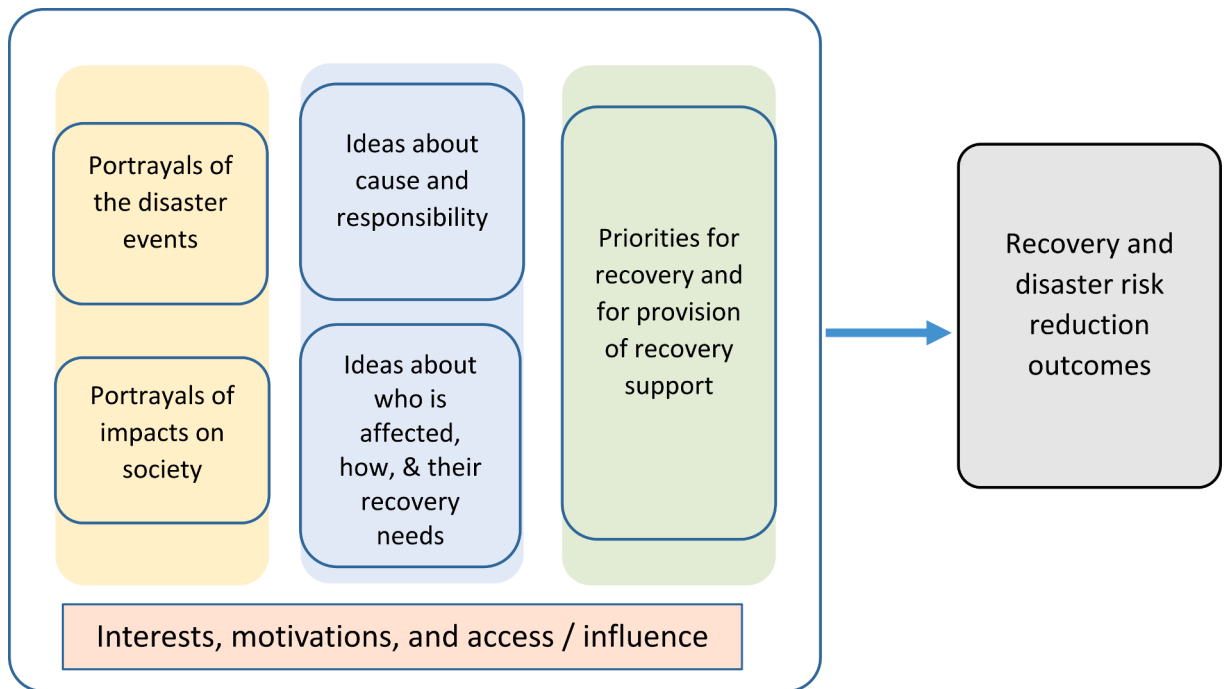 Portrayals of
the disaster
events
Portrayals of
impacts on
society
Ideas about
cause and
responsibility
Ideas about
who is
affected,
how, & their
recovery
needs
Priorities for
recovery and
for provision
of recovery
support
Interests, motivations, and access / influence
Recovery and
disaster risk
reduction
outcomes